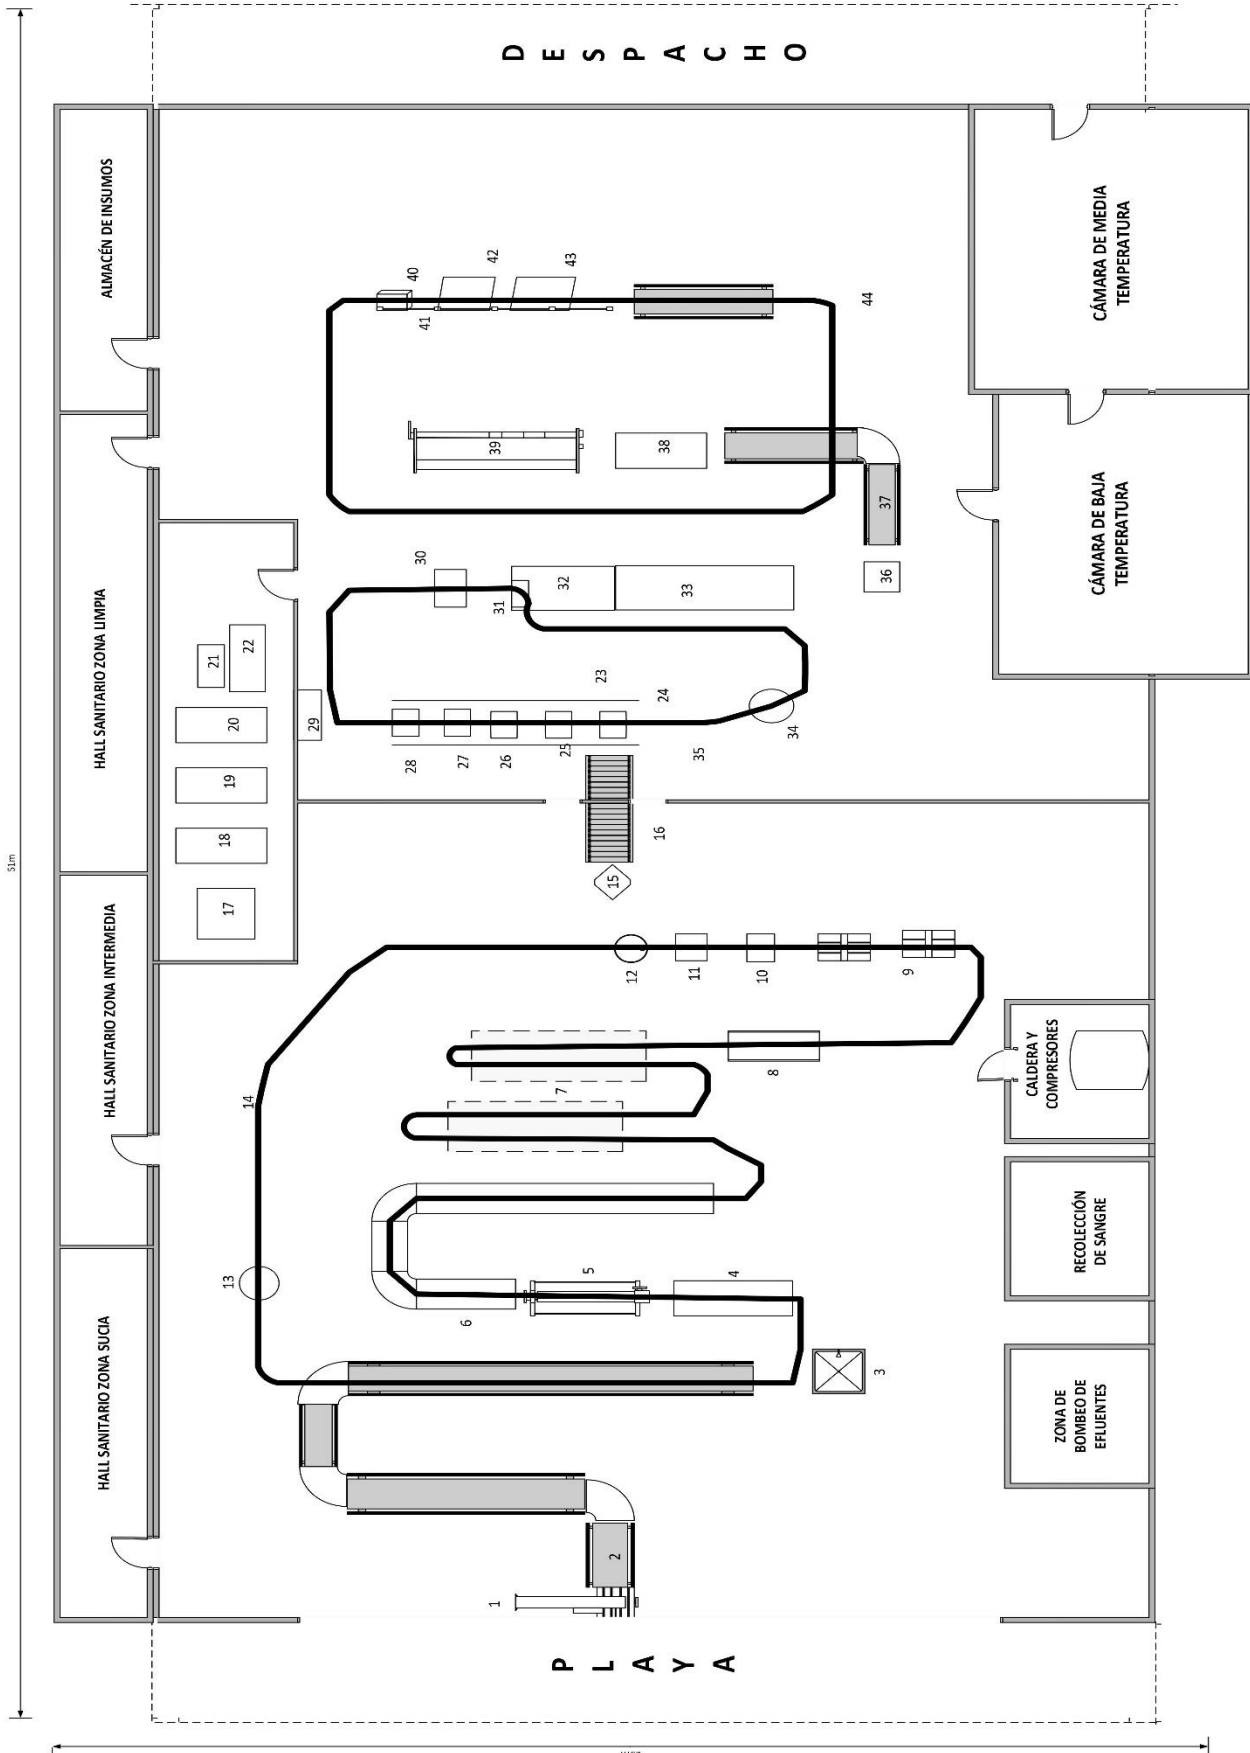 D E S P A C H O
ALMACÉN DE INSUMOS
HALL SANITARIO ZONA LIMPIA
HALL SANITARIO ZONA INTERMEDIA
HALL SANITARIO ZONA SUCIA
CÁMARA DE MEDIA
TEMPERATURA
CÁMARA DE BAJA
TEMPERATURA
CALDERA Y
COMPRESORES
RECOLECCIÓN
DE SANGRE
ZONA DE
BOMBEO DE
EFLUENTES
P L A Y A
51m
1
2
3
4
5
6
7
8
9
10
11
12
13
14
15
16
17
18
19
20
21
22
23
24
25
26
27
28
29
30
31
32
33
34
35
36
37
38
39
40
41
42
43
44